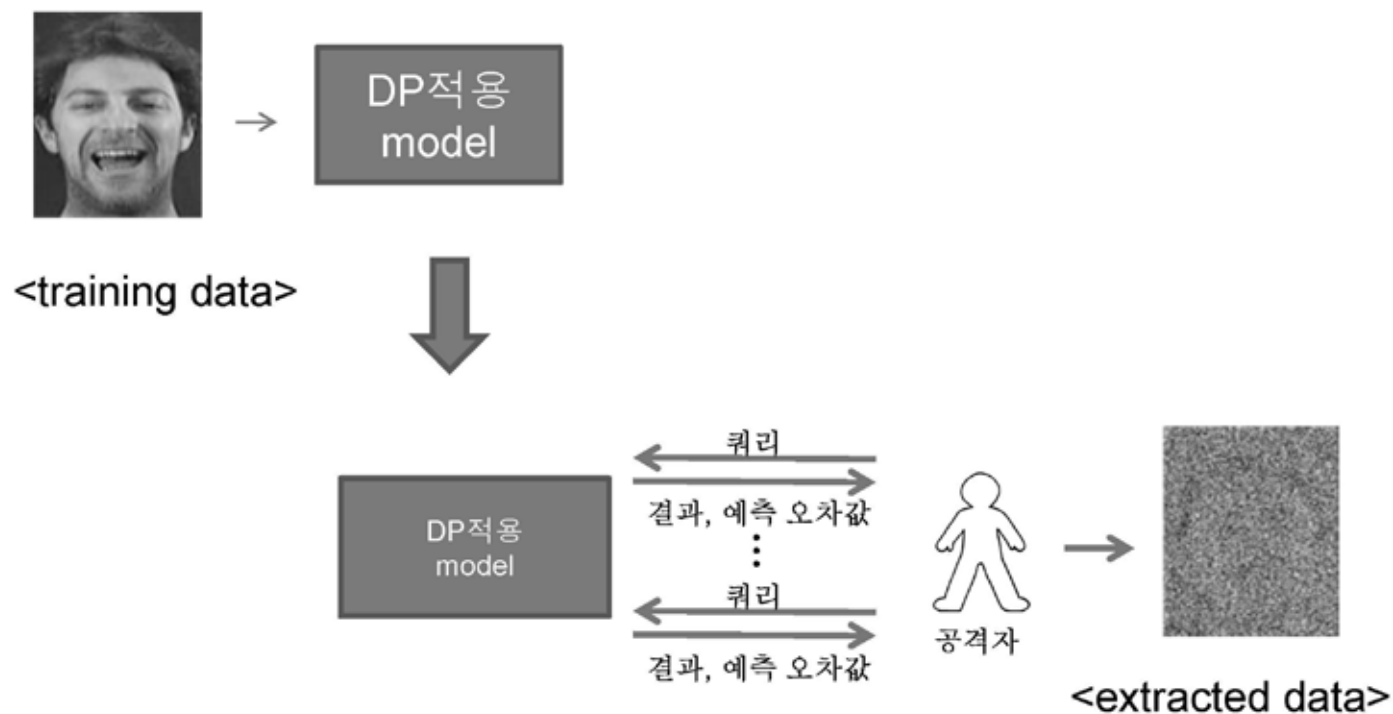 DP적용
model
<training data>
쿼리
결과, 예측 오차값
DP적용
model
쿼리
결과, 예측 오차값
공격자
<extracted data>